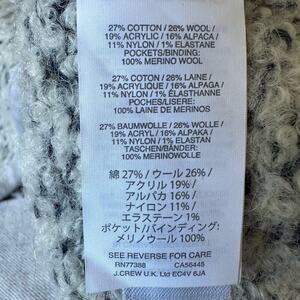 27% COTTON / 26% WOOL /
19% ACRYLIC / 16% ALPACA /
11% NYLON / 1% ELASTANE
POCKETS/BINDING:
100% MERINO WOOL
27% COTON / 26% LAINE /
19% ACRYLIQUE / 16% ALPAGA /
11% NYLON / 1% ÉLASTHANNE
POCHES/LISERE:
100% LAINE DE MERINOS
27% BAUMWOLLE / 26% WOLLE /
19% ACRYL / 16% ALPAKA /
11% NYLON / 1% ELASTAN
TASCHEN/BÄNDER:
100% MERINOWOLLE
綿 27% / ウール 26% /
アクリル 19% /
アルパカ 16% /
ナイロン 11% /
エラステーン 1%
ポケット/バインディング:
メリノウール 100%
SEE REVERSE FOR CARE
RN77388 CA56445
J.CREW U.K. Ltd EC4V 6JA